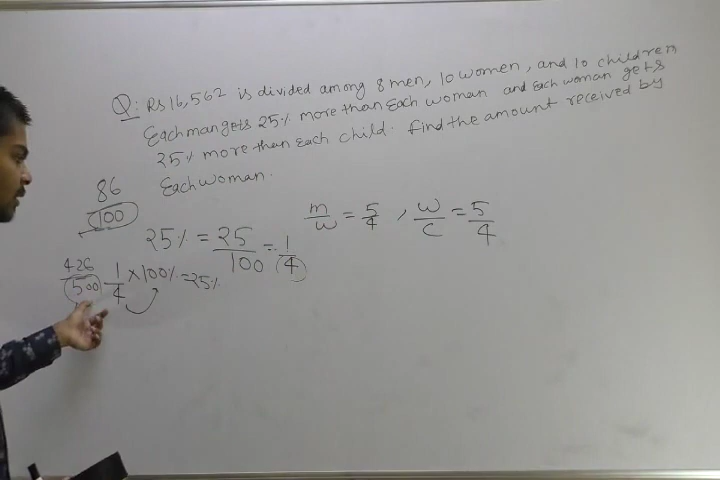 Q: Rs 16,562 is divided among 8 men, 10 women, and 10 children
Each man gets 25% more than Each woman and Each woman gets
25% more than Each child. Find the amount received by
Each woman.
86
100
25% = 25/100 = 1/4
m/w = 5/4 , w/c = 5/4
426
500
1/4 ×100% = 25%